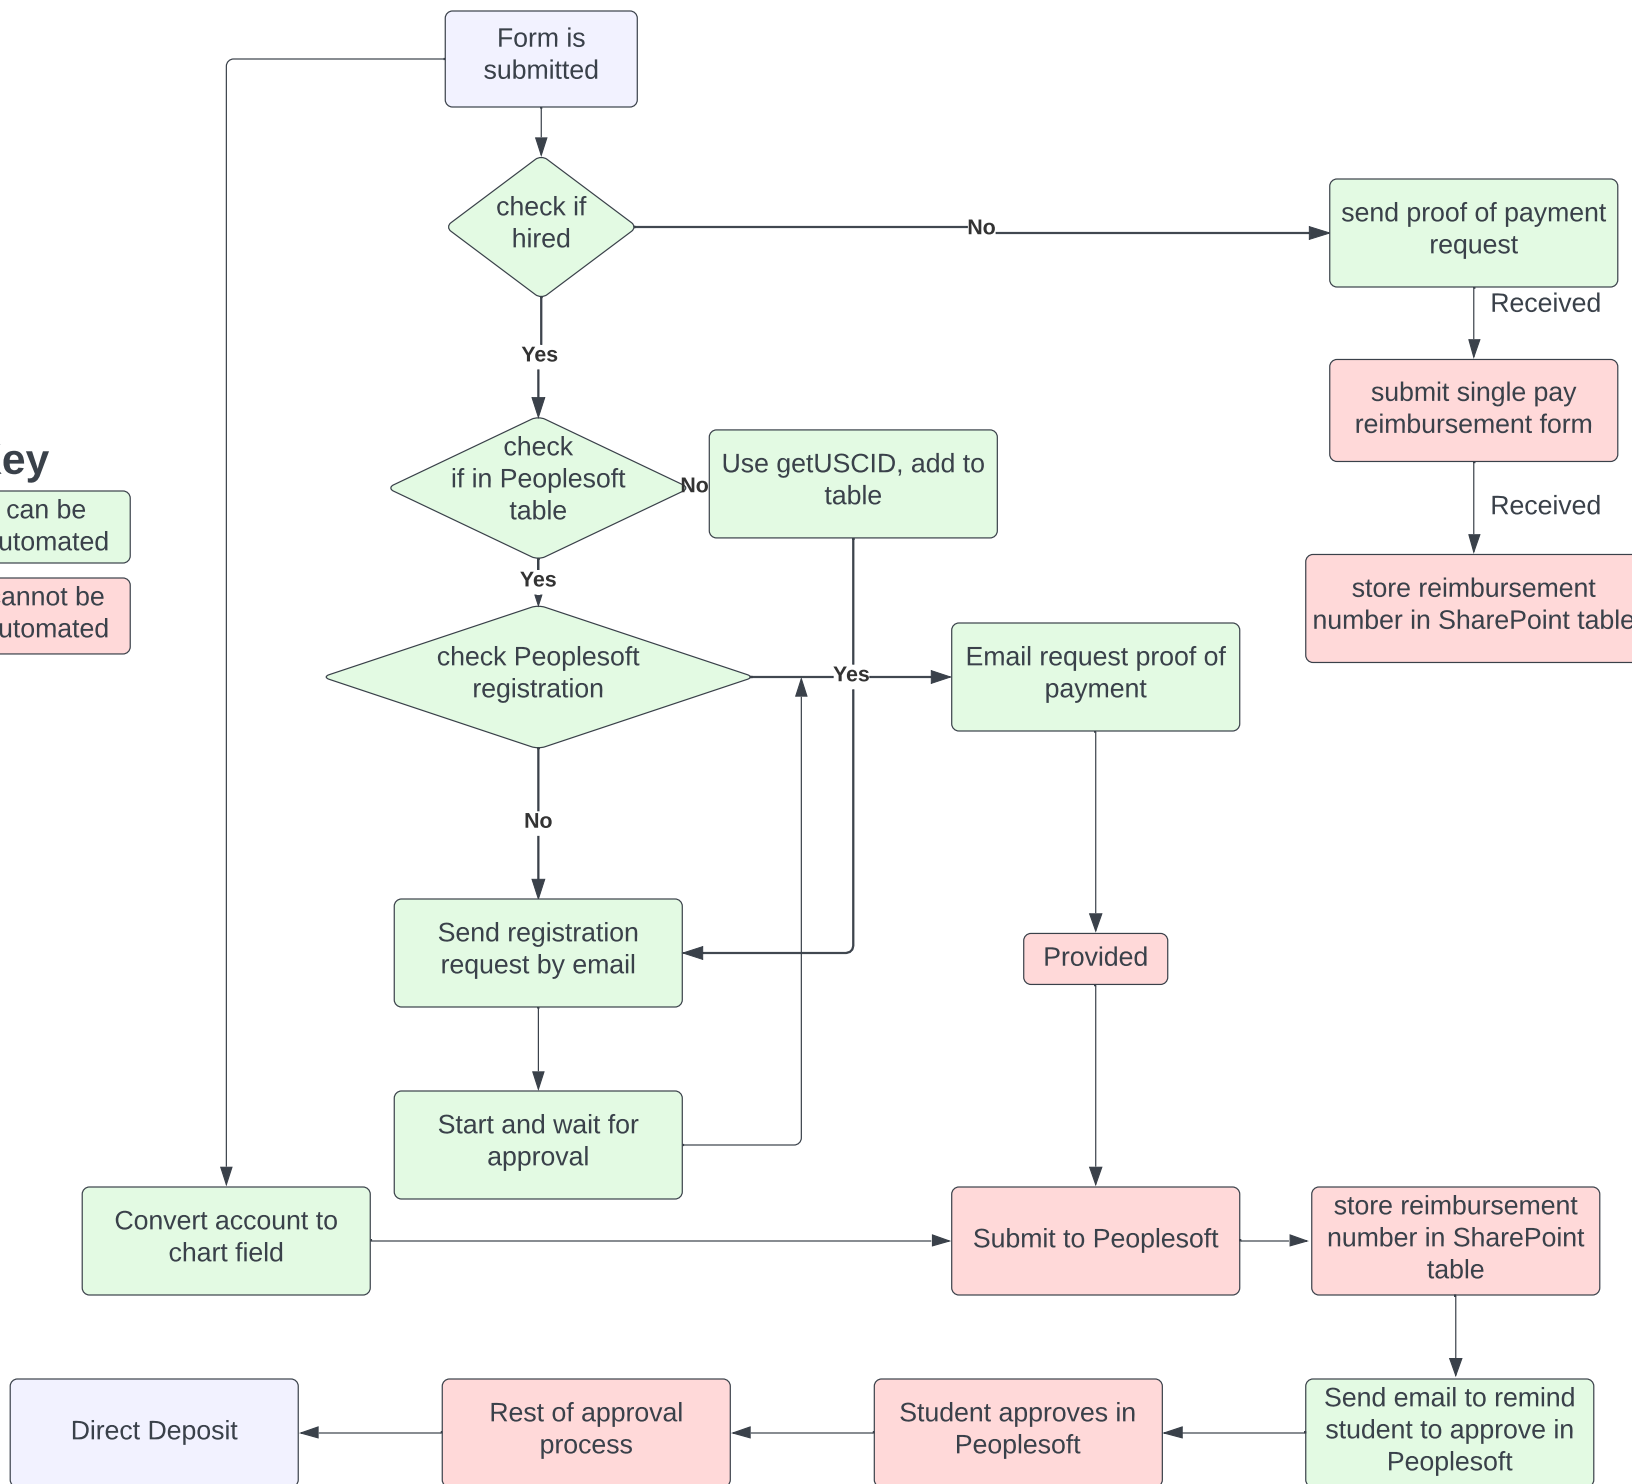 Form is
submitted
check if
hired
No
send proof of payment
request
Received
Yes
submit single pay
reimbursement form
Received
store reimbursement
number in SharePoint table
ey
can be
utomated
annot be
utomated
check
if in Peoplesoft
table
No
Use getUSCID, add to
table
Yes
check Peoplesoft
registration
Yes
Email request proof of
payment
No
Send registration
request by email
Provided
Start and wait for
approval
Convert account to
chart field
Submit to Peoplesoft
store reimbursement
number in SharePoint
table
Direct Deposit
Rest of approval
process
Student approves in
Peoplesoft
Send email to remind
student to approve in
Peoplesoft